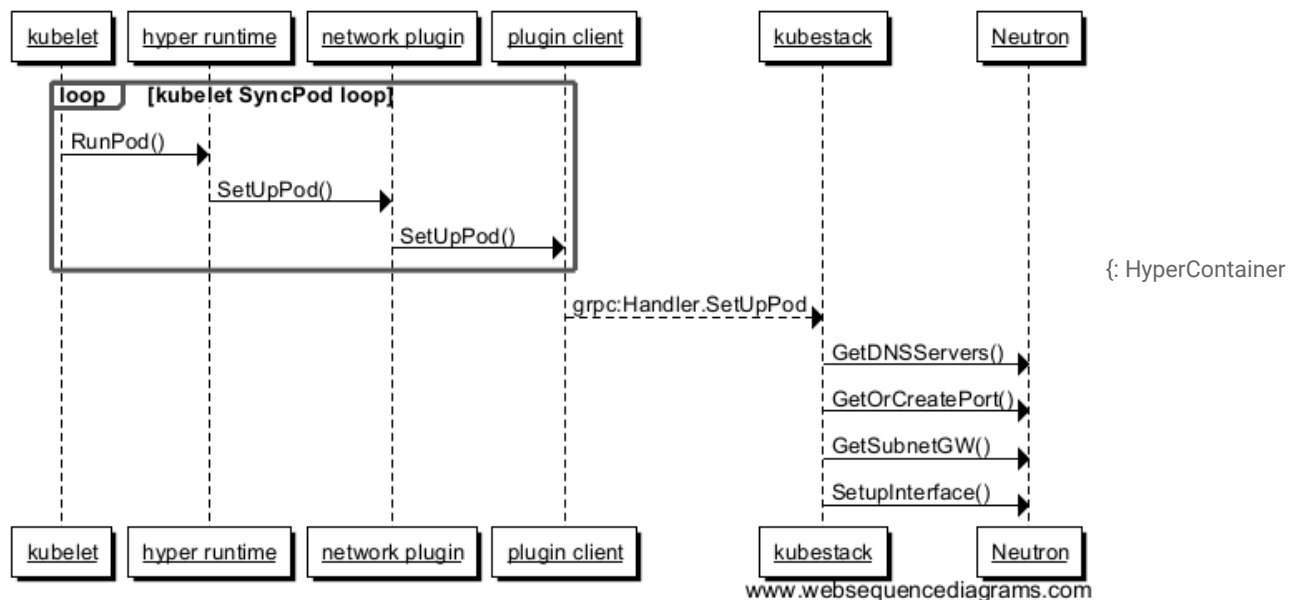 kubelet hyper runtime network plugin plugin client kubestack Neutron
loop [kubelet SyncPod loop]
RunPod()
SetUpPod()
SetUpPod()
{: HyperContainer
grpc:Handler.SetUpPod
GetDNSServers()
GetOrCreatePort()
GetSubnetGW()
SetupInterface()
kubelet hyper runtime network plugin plugin client kubestack Neutron
www.websequencediagrams.com